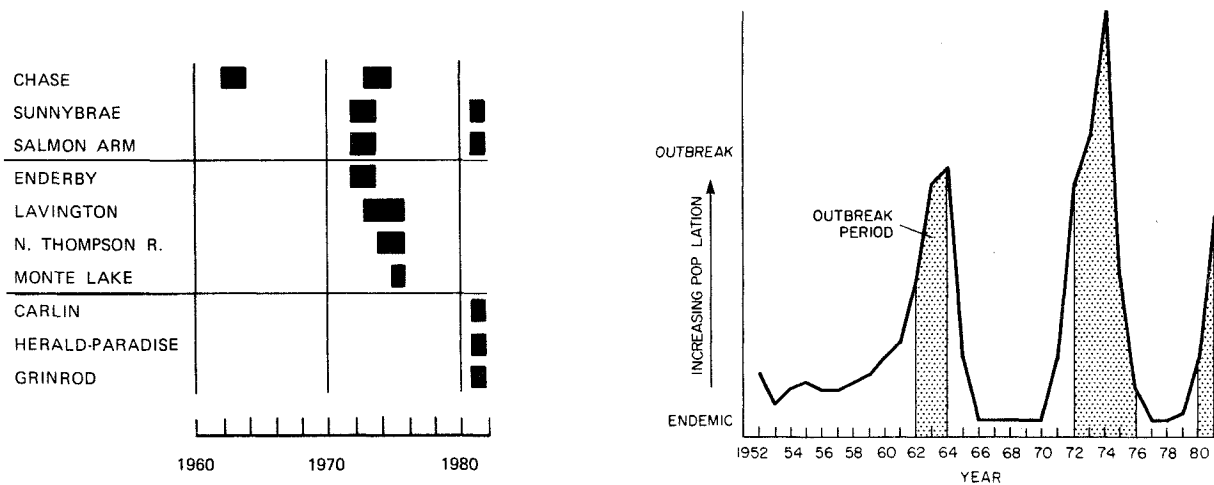 CHASE
SUNNYBRAE
SALMON ARM
ENDERBY
LAVINGTON
N. THOMPSON R.
MONTE LAKE
CARLIN
HERALD-PARADISE
GRINROD
1960 1970 1980
OUTBREAK
INCREASING POP LATION
ENDEMIC
OUTBREAK
PERIOD
1952 54 56 58 60 62 64 66 68 70 72 74 76 78 80
YEAR